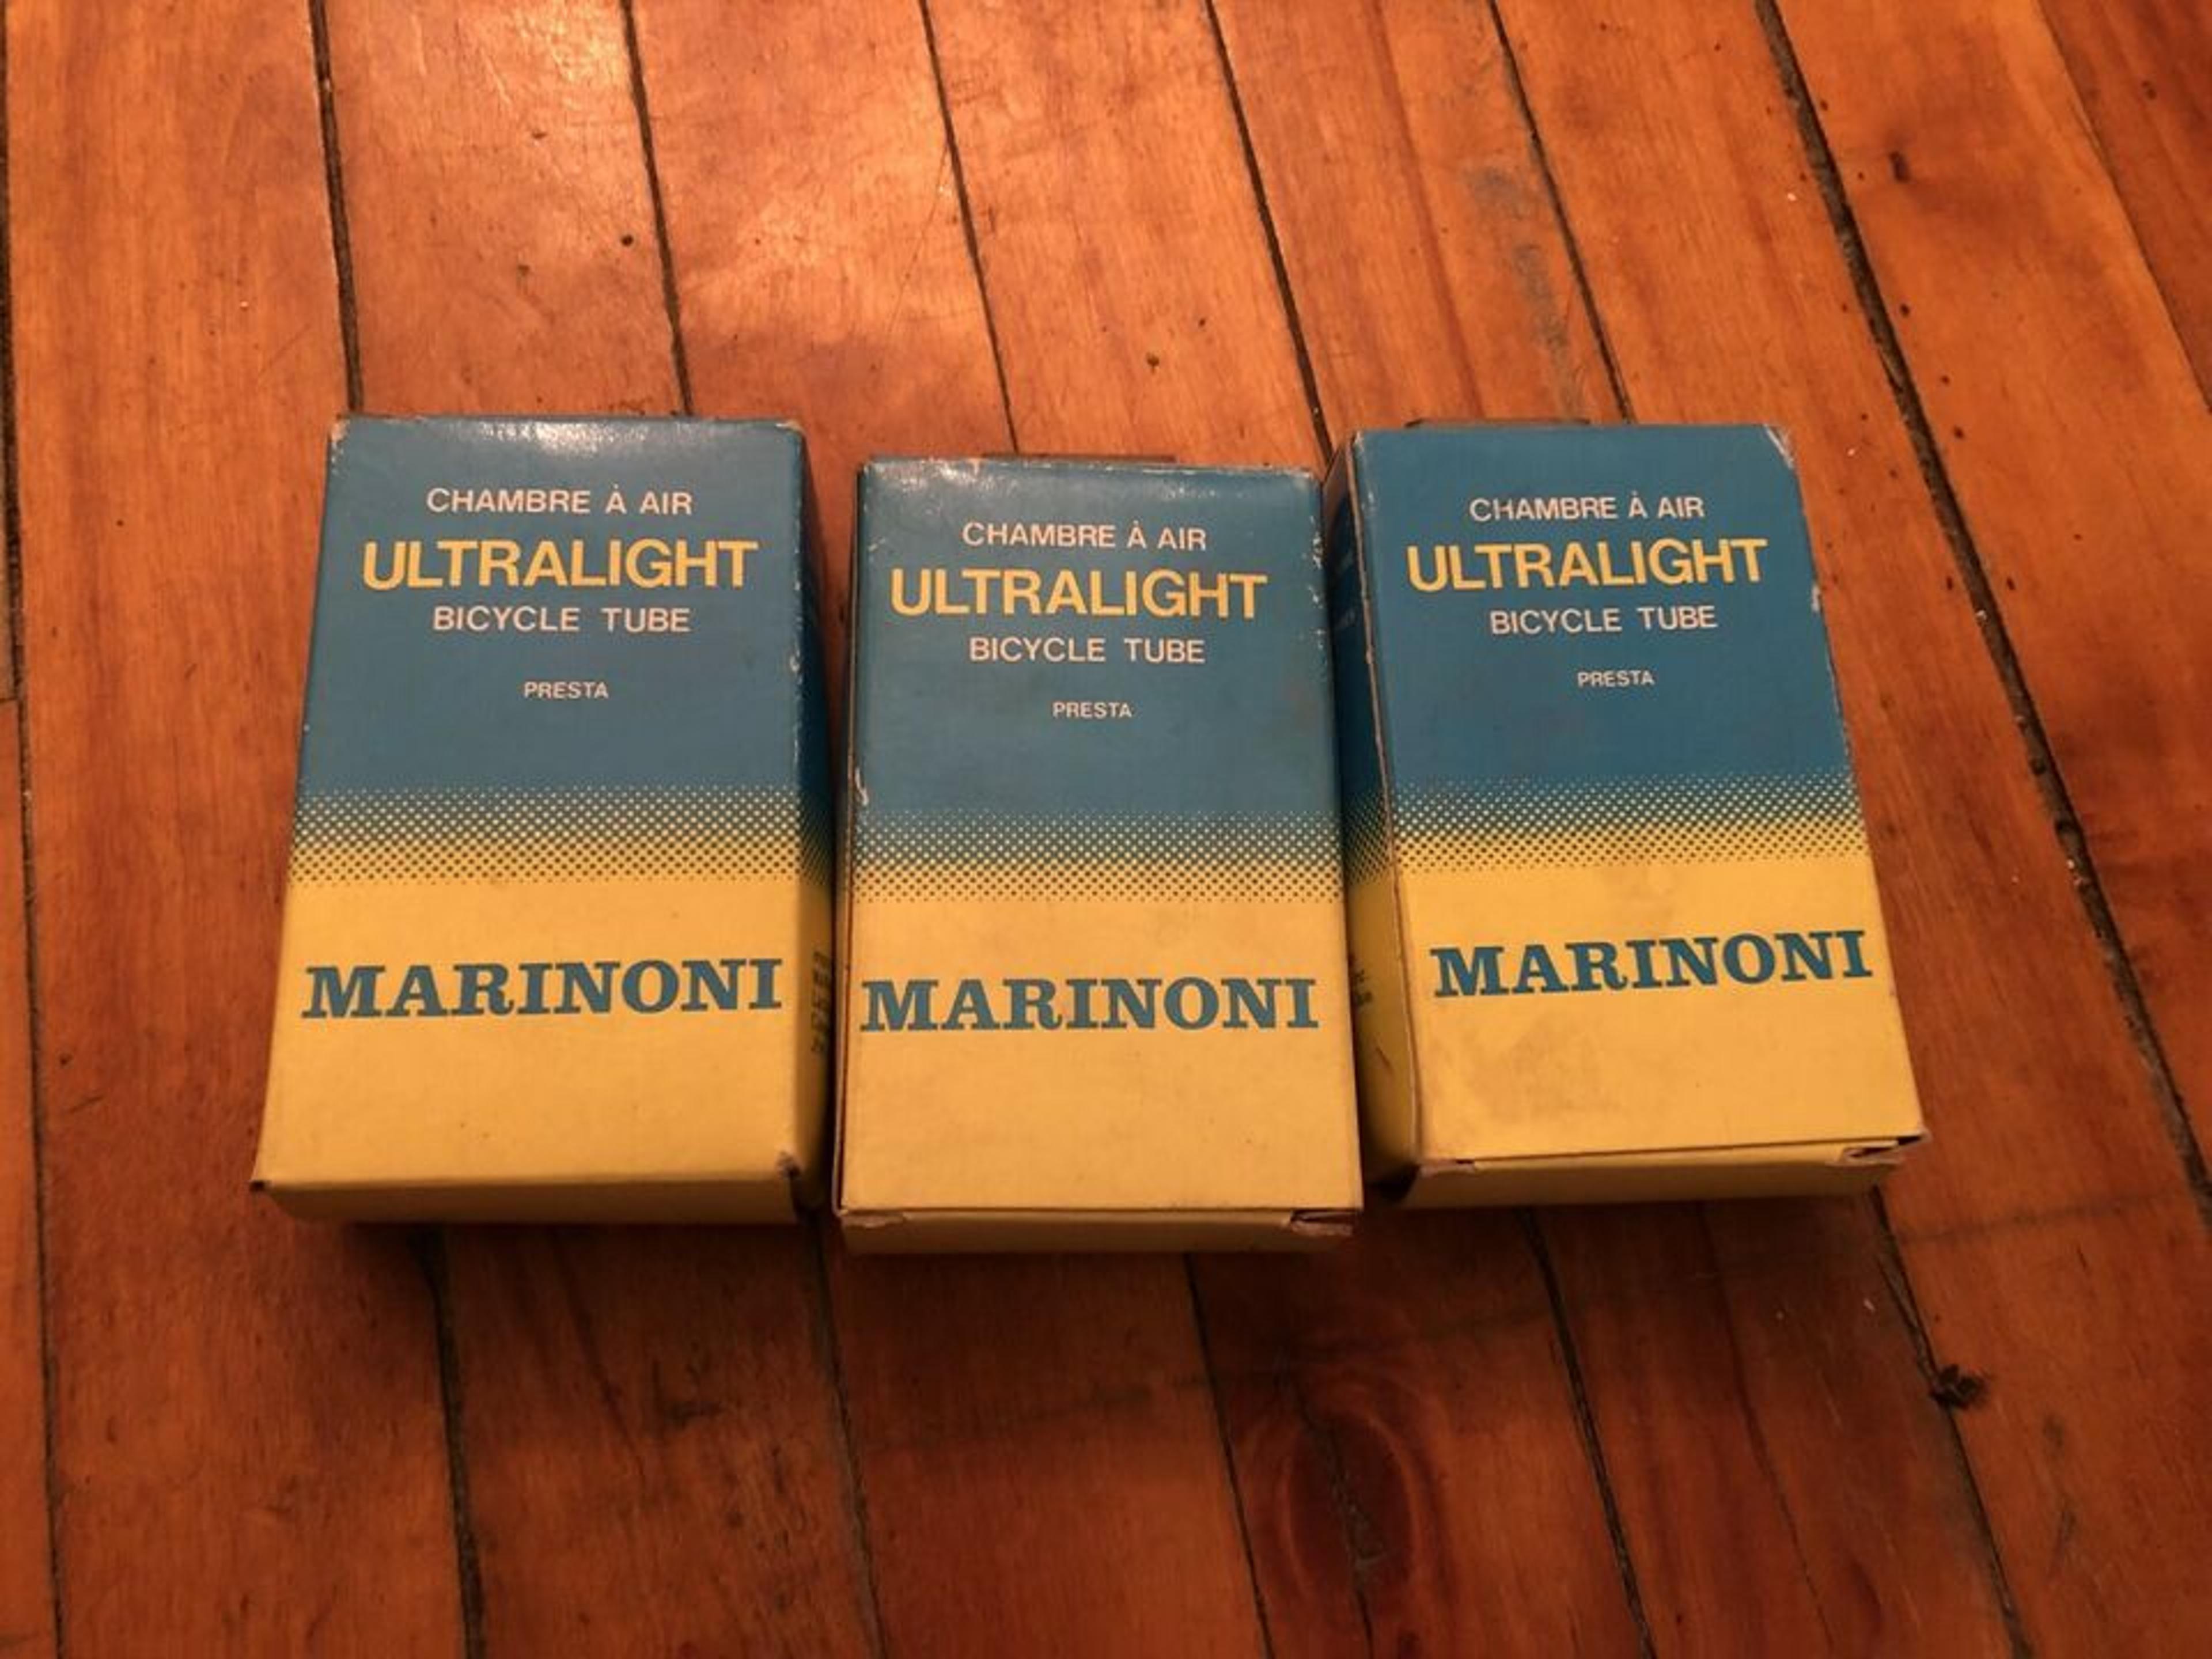 CHAMBRE À AIR
ULTRALIGHT
BICYCLE TUBE
PRESTA
MARINONI
CHAMBRE À AIR
ULTRALIGHT
BICYCLE TUBE
PRESTA
MARINONI
CHAMBRE À AIR
ULTRALIGHT
BICYCLE TUBE
PRESTA
MARINONI